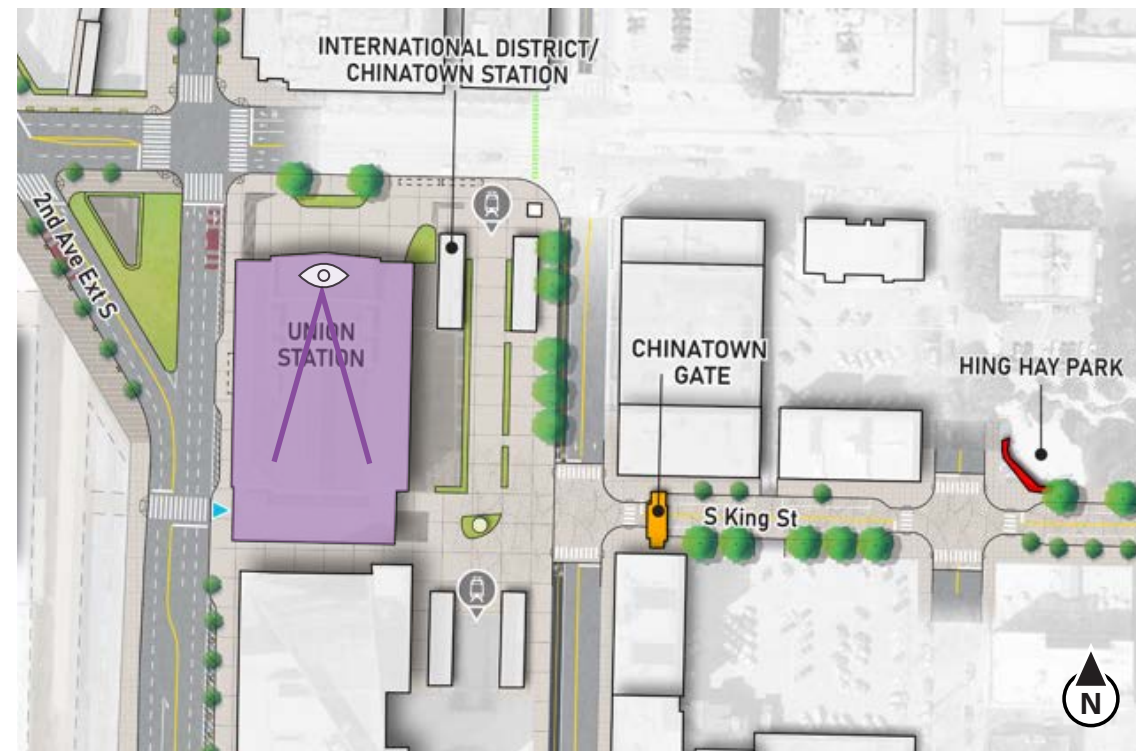 INTERNATIONAL DISTRICT/
CHINATOWN STATION
2nd Ave Ext S
UNION
STATION
CHINATOWN
GATE
HING HAY PARK
S King St
N